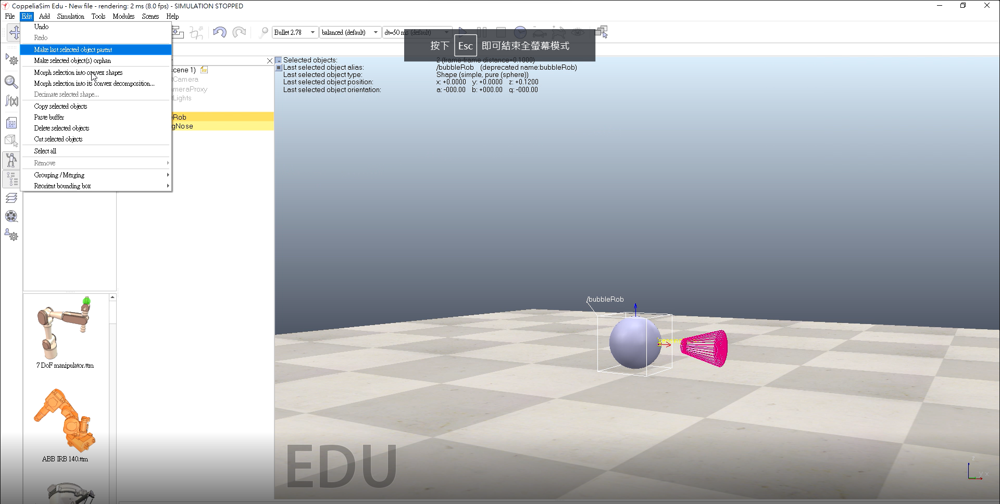 CoppeliaSim Edu - New file - rendering: 2 ms (8.0 fps) - SIMULATION STOPPED
File Edit Add Simulation Tools Modules Scenes Help
Undo
Redo
Make last selected object parent
Make selected object(s) orphan
Morph selection into convex shapes
Morph selection into its convex decomposition...
Decimate selected shape...
Copy selected objects
Paste buffer
Delete selected objects
Cut selected objects
Select all
Remove
Grouping / Merging
Reorient bounding box
Bullet 2.78 balanced (default) dt=50 ms (default)
按下 Esc 即可結束全螢幕模式
f(x)
cene 1)
tCamera
meraProxy
tLights
Rob
gNose
Selected objects: 2 (frame-frame distance=0.1000)
Last selected object alias: /bubbleRob (deprecated name:bubbleRob)
Last selected object type: Shape (simple, pure (sphere))
Last selected object position: x: +0.0000 y: +0.0000 z: +0.1200
Last selected object orientation: a: -000.00 b: +000.00 q: -000.00
/bubbleRob
7 DoF manipulator.ttm
ABB IRB 140.ttm
EDU
z
y x